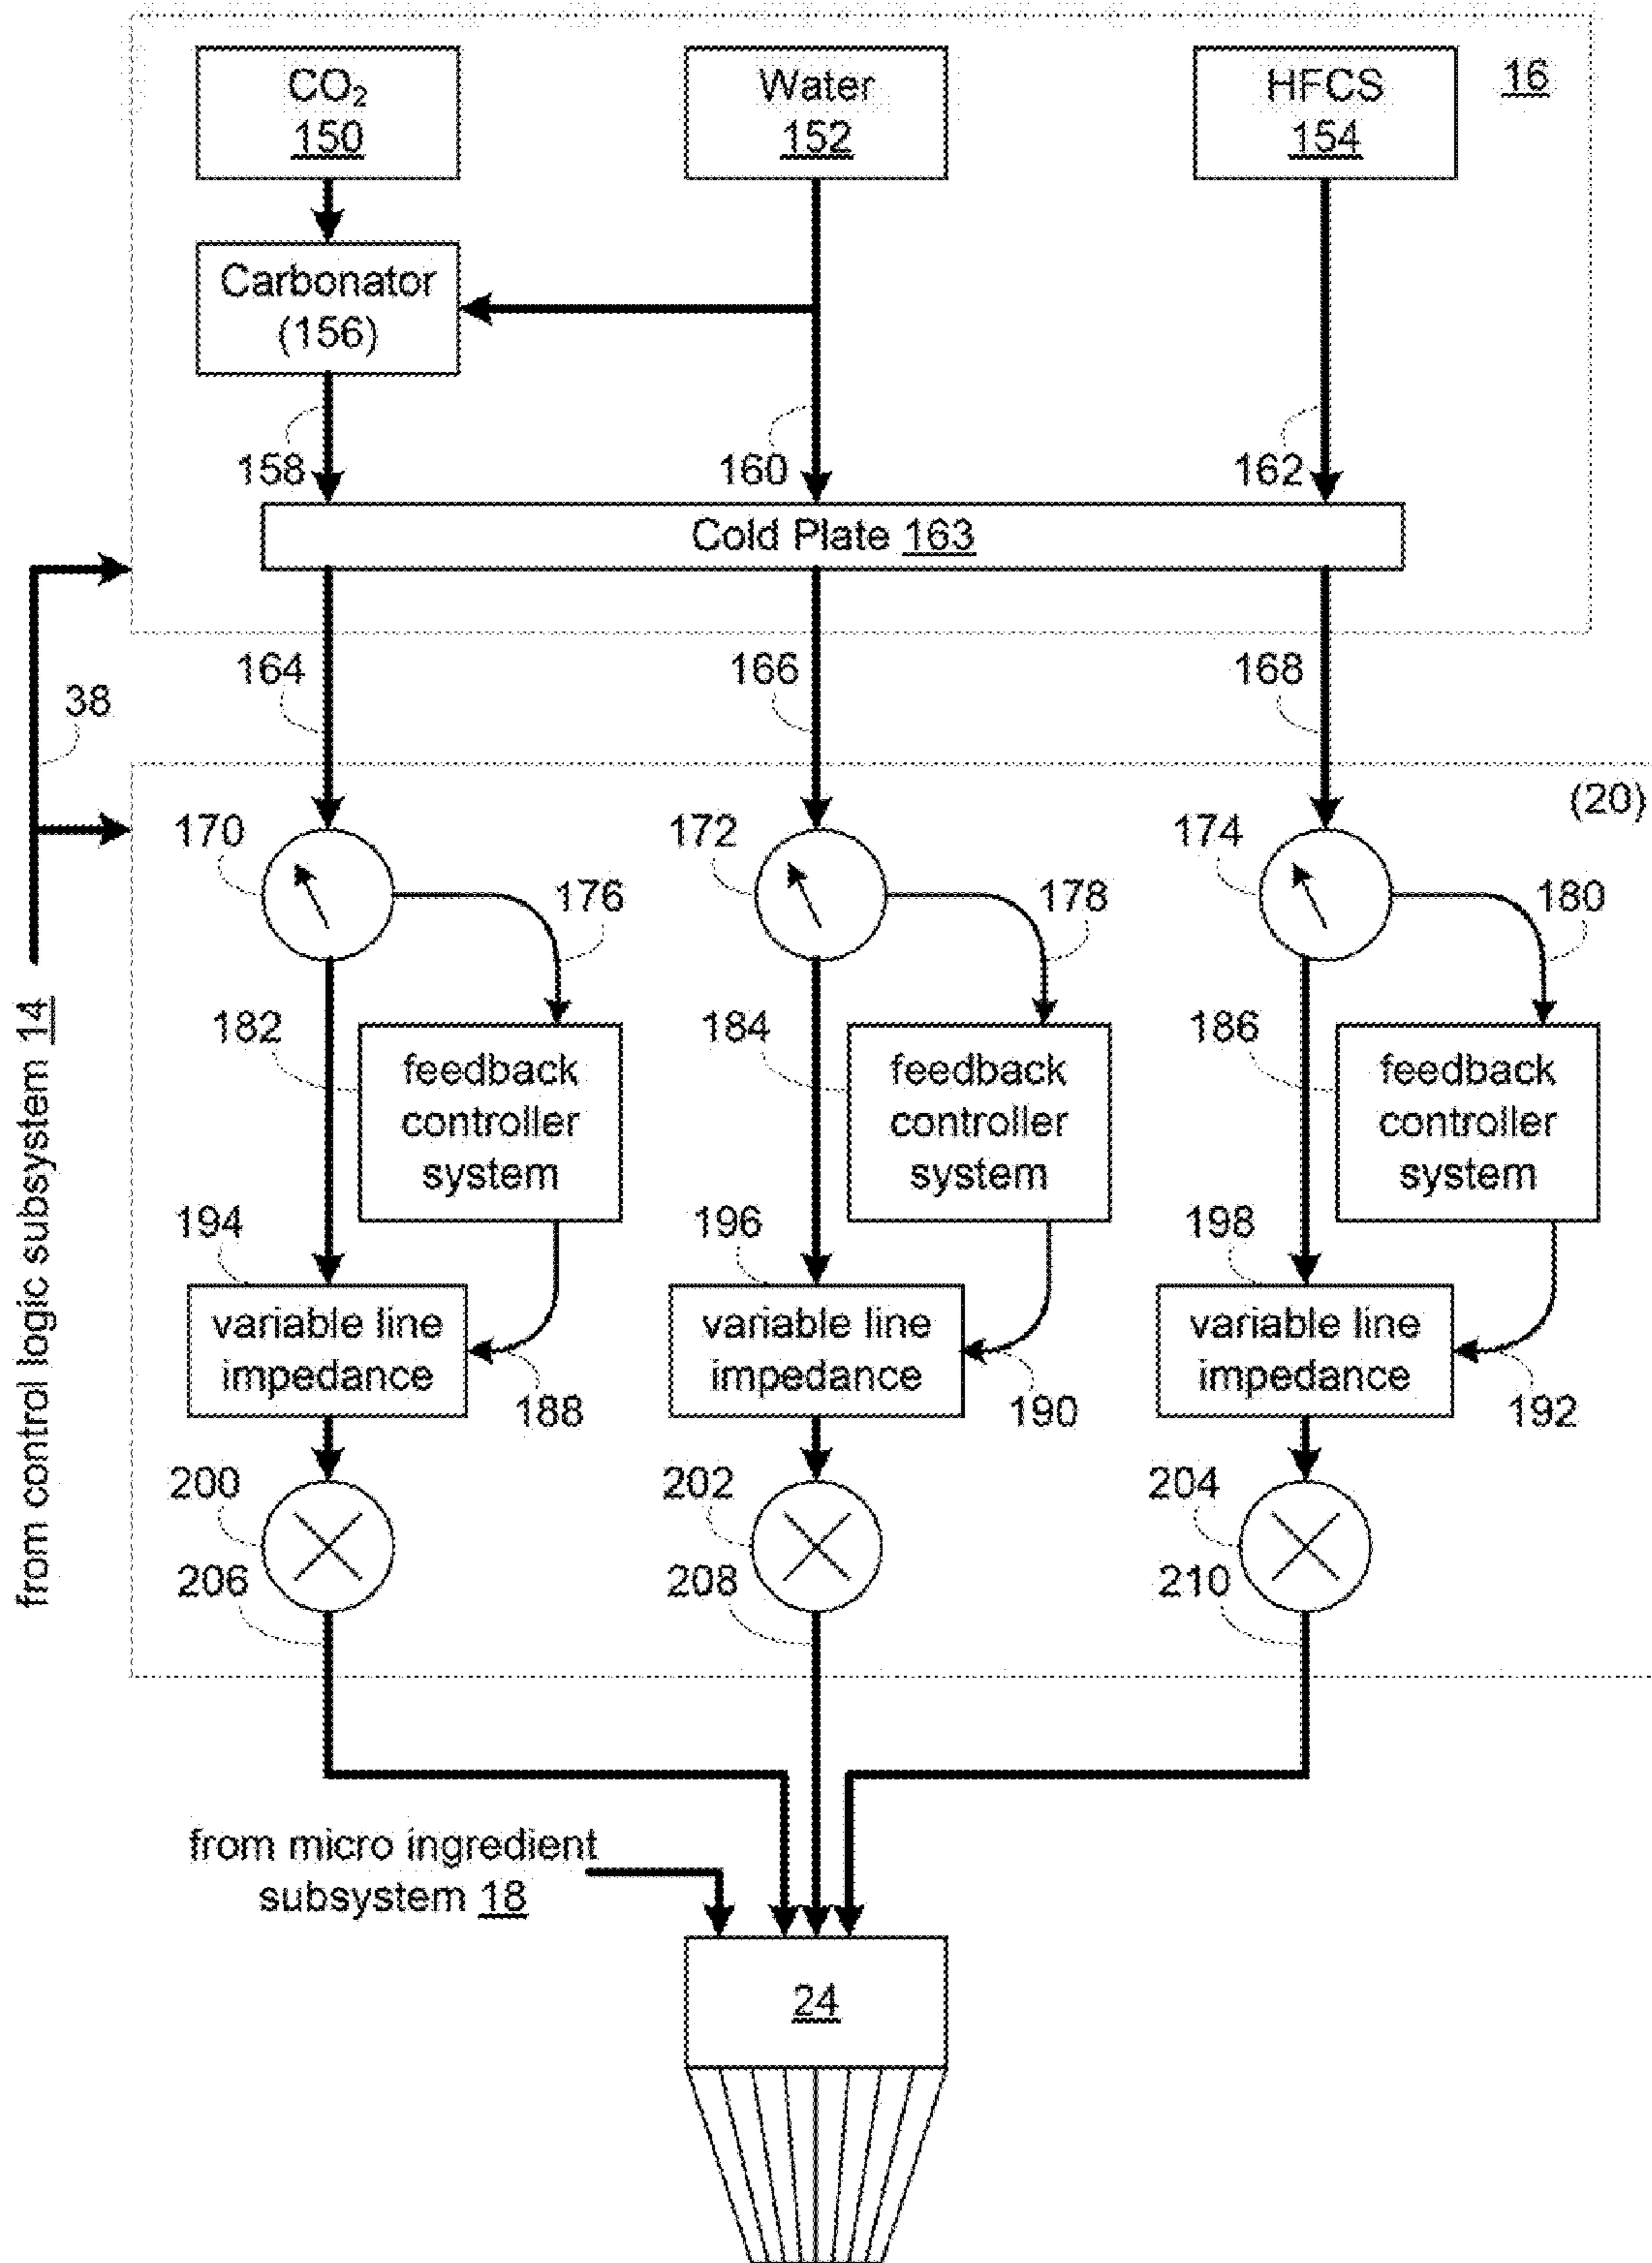 CO₂
150
Water
152
HFCS
154
16
Carbonator
(156)
158
160
162
Cold Plate 163
164
166
168
38
(20)
170
172
174
176
178
180
from control logic subsystem 14
182
184
186
feedback
controller
system
feedback
controller
system
feedback
controller
system
194
196
198
variable line
impedance
variable line
impedance
variable line
impedance
188
190
192
200
202
204
206
208
210
from micro ingredient
subsystem 18
24